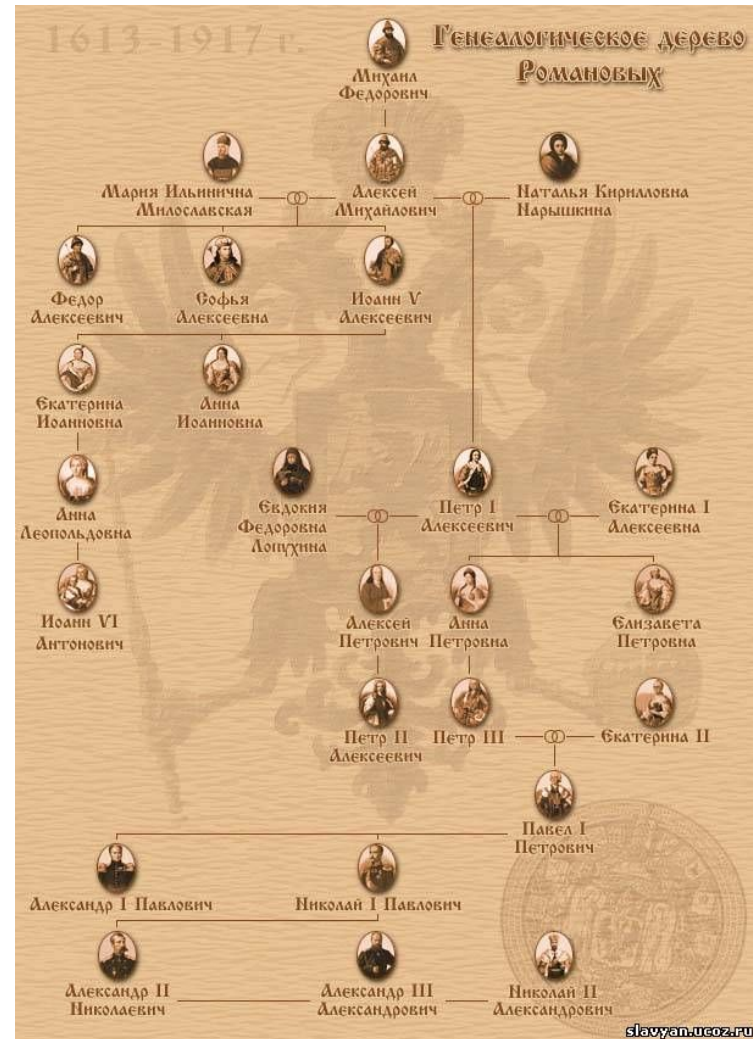 1613-1917 г.
Генеалогическое дерево
Романовых
Михаил
Федорович
Мария Ильинична
Милославская
Алексей
Михайлович
Наталья Кирилловна
Нарышкина
Федор
Алексеевич
Софья
Алексеевна
Иоанн V
Алексеевич
Екатерина
Иоанновна
Анна
Иоанновна
Анна
Леопольдовна
Иоанн VI
Антонович
Евдокия
Федоровна
Лопухина
Петр I
Алексеевич
Екатерина I
Алексеевна
Алексей
Петрович
Анна
Петровна
Елизавета
Петровна
Петр II
Алексеевич
Петр III
Екатерина II
Павел I
Петрович
Александр I Павлович
Николай I Павлович
Александр II
Николаевич
Александр III
Александрович
Николай II
Александрович
slavyan.ucoz.ru